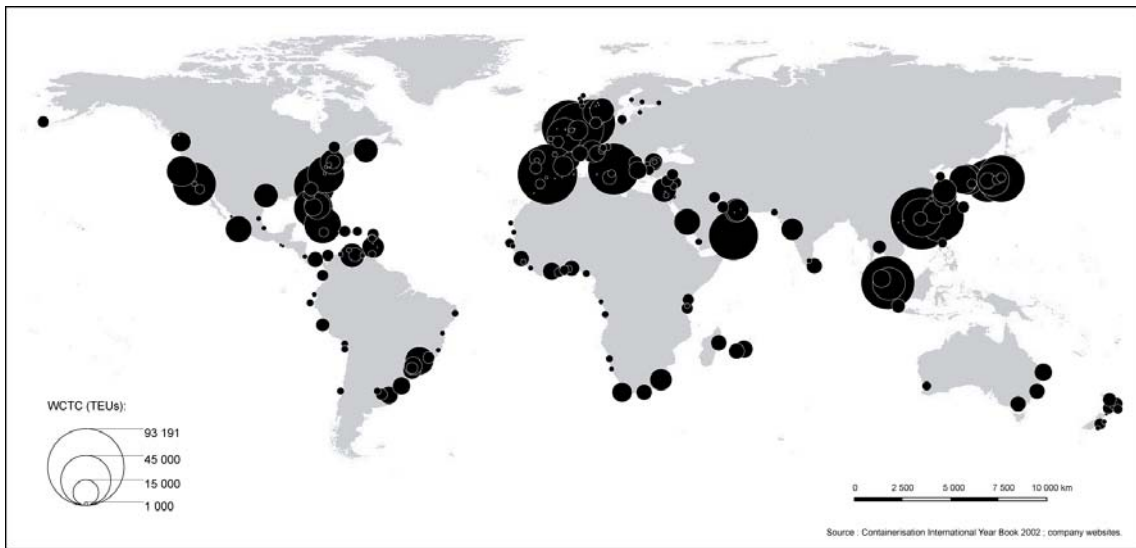 WCTC (TEUs):
93 191
45 000
15 000
1 000
0 2 500 5 000 7 500 10 000 km
Source : Containerisation International Year Book 2002 ; company websites.